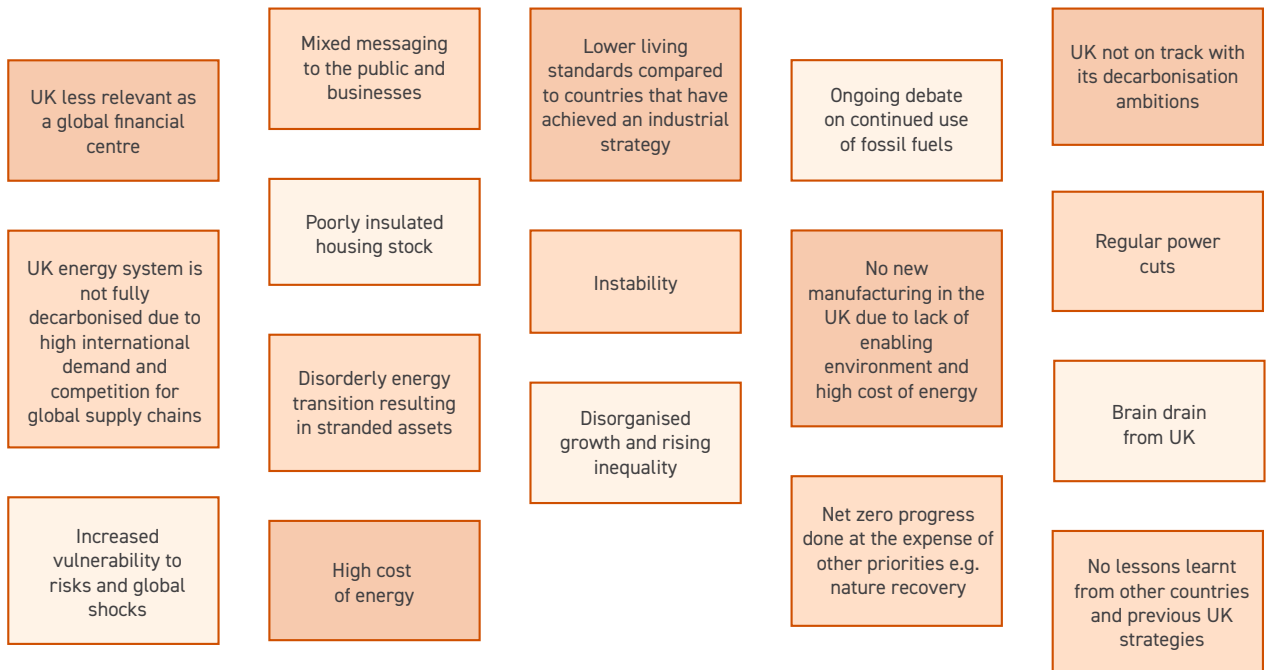 UK less relevant as
a global financial
centre
UK energy system is
not fully
decarbonised due to
high international
demand and
competition for
global supply chains
Increased
vulnerability to
risks and global
shocks
Mixed messaging
to the public and
businesses
Poorly insulated
housing stock
Disorderly energy
transition resulting
in stranded assets
High cost
of energy
Lower living
standards compared
to countries that have
achieved an industrial
strategy
Instability
Disorganised
growth and rising
inequality
Ongoing debate
on continued use
of fossil fuels
No new
manufacturing in the
UK due to lack of
enabling
environment and
high cost of energy
Net zero progress
done at the expense of
other priorities e.g.
nature recovery
UK not on track with
its decarbonisation
ambitions
Regular power
cuts
Brain drain
from UK
No lessons learnt
from other countries
and previous UK
strategies